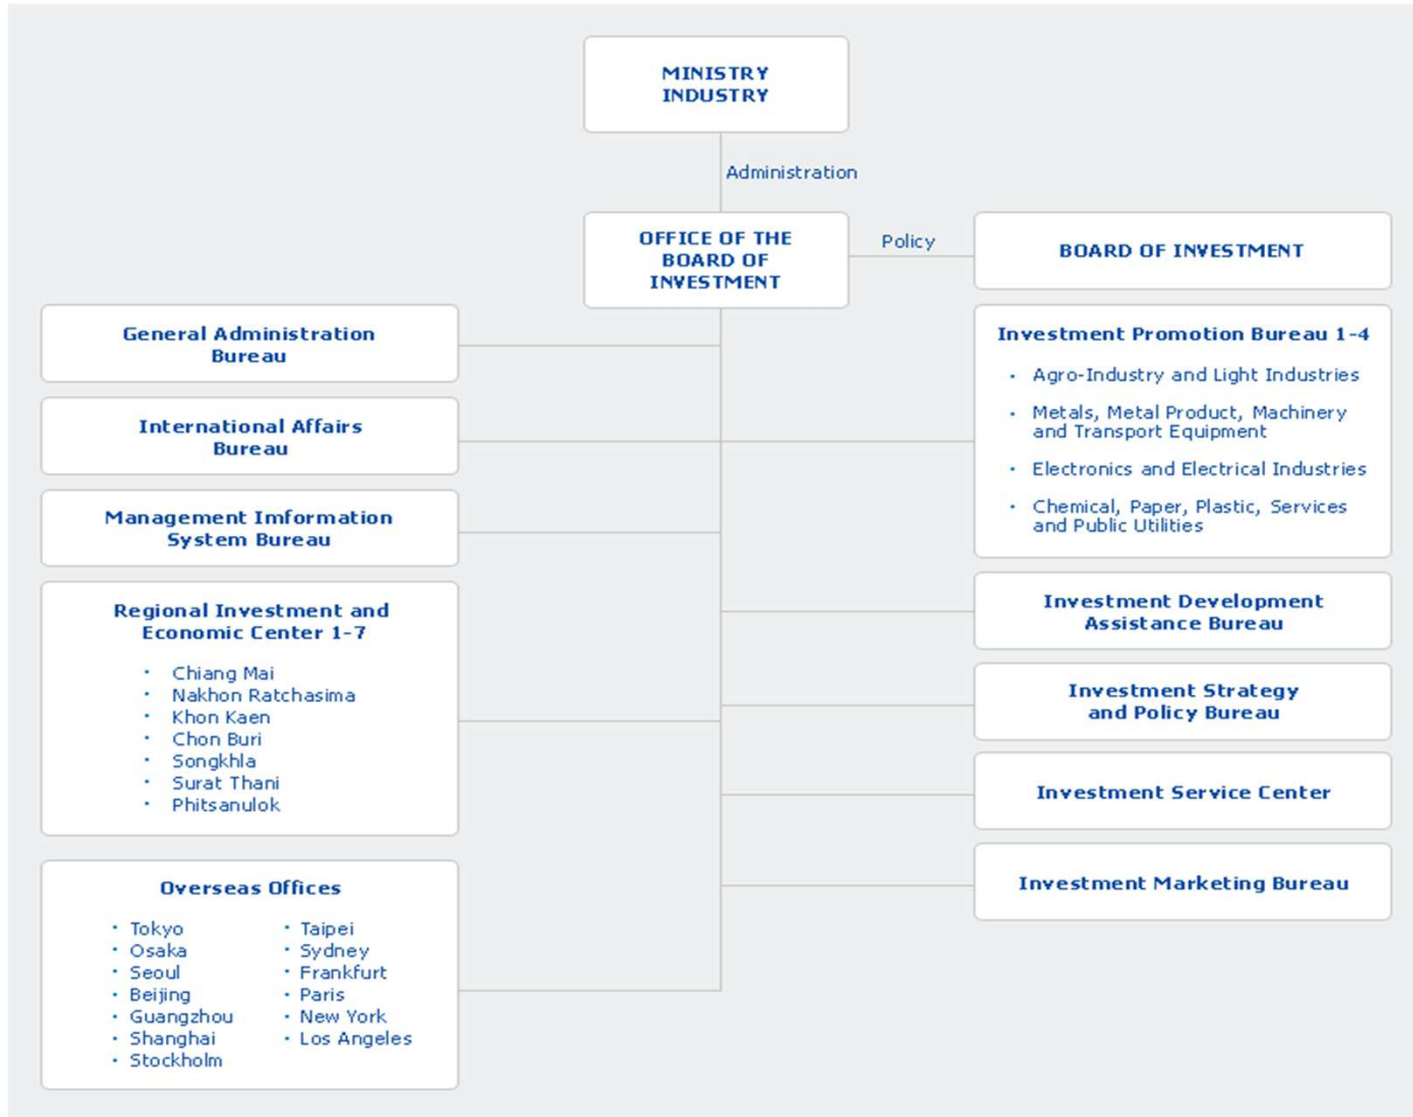 MINISTRY
INDUSTRY
Administration
OFFICE OF THE
BOARD OF
INVESTMENT
Policy
BOARD OF INVESTMENT
General Administration
Bureau
International Affairs
Bureau
Management Imformation
System Bureau
Regional Investment and
Economic Center 1-7
· Chiang Mai
· Nakhon Ratchasima
· Khon Kaen
· Chon Buri
· Songkhla
· Surat Thani
· Phitsanulok
Overseas Offices
· Tokyo
· Osaka
· Seoul
· Beijing
· Guangzhou
· Shanghai
· Stockholm
· Taipei
· Sydney
· Frankfurt
· Paris
· New York
· Los Angeles
Investment Promotion Bureau 1-4
· Agro-Industry and Light Industries
· Metals, Metal Product, Machinery
and Transport Equipment
· Electronics and Electrical Industries
· Chemical, Paper, Plastic, Services
and Public Utilities
Investment Development
Assistance Bureau
Investment Strategy
and Policy Bureau
Investment Service Center
Investment Marketing Bureau